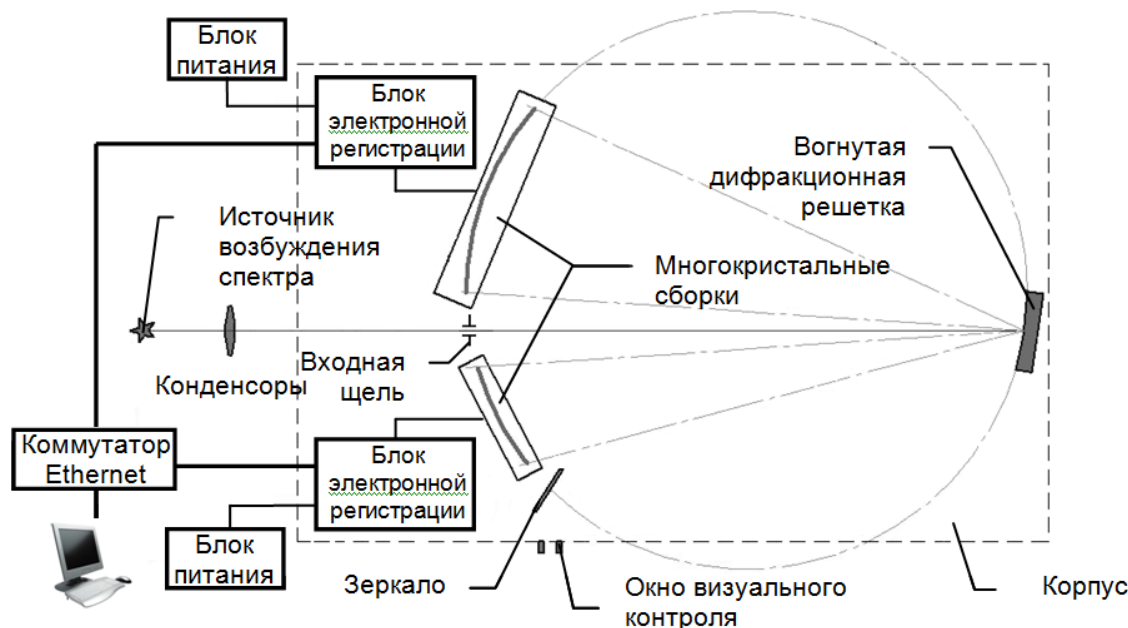 Блок
питания
Блок
электронной
регистрации
Вогнутая
дифракционная
решетка
Источник
возбуждения
спектра
Многокристальные
сборки
Входная
щель
Конденсоры
Коммутатор
Ethernet
Блок
электронной
регистрации
Блок
питания
Зеркало
Окно визуального
контроля
Корпус